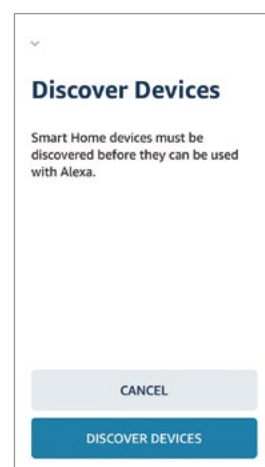 Discover Devices
Smart Home devices must be
discovered before they can be used
with Alexa.
CANCEL
DISCOVER DEVICES